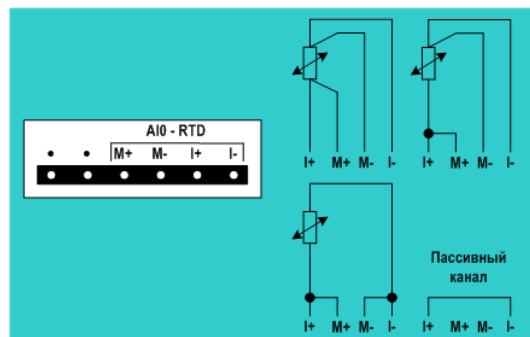 AI0 - RTD
• • M+ M- I+ I-
I+ M+ M- I-
I+ M+ M- I-
I+ M+ M- I-
Пассивный
канал
I+ M+ M- I-